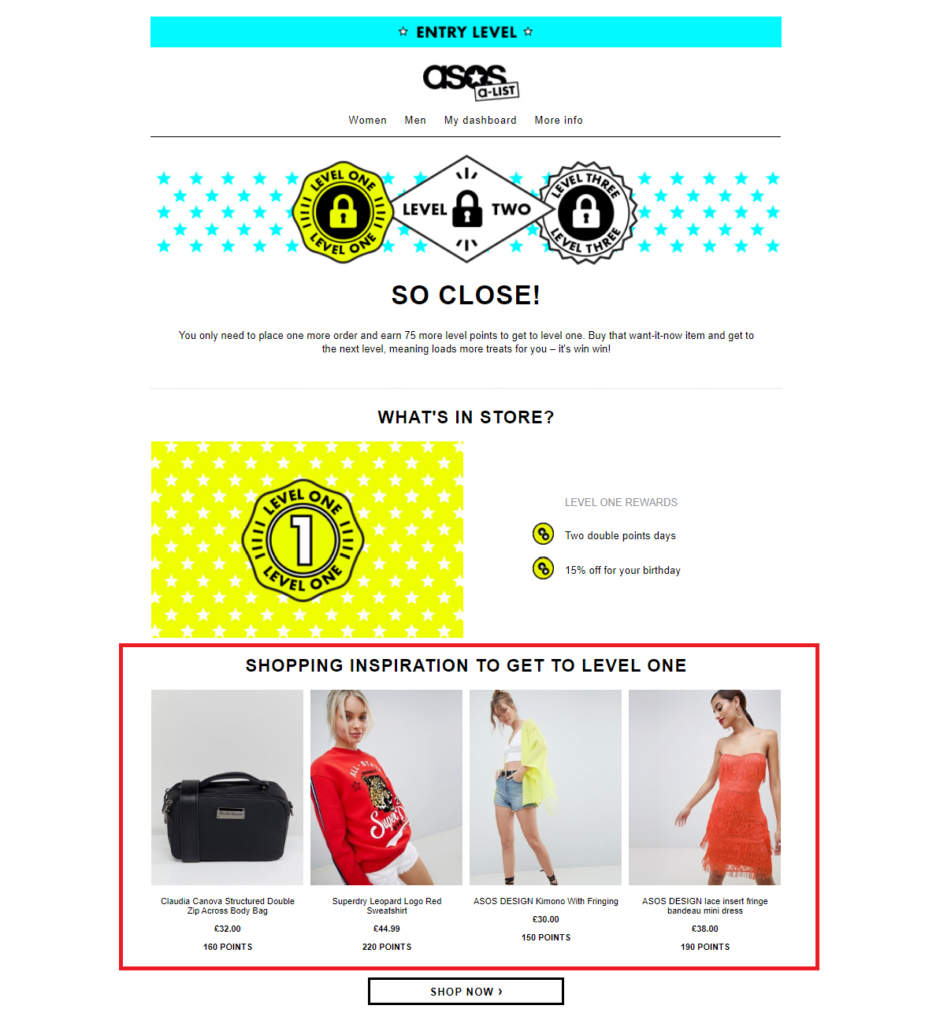 ENTRY LEVEL
asos
a-LIST
Women Men My dashboard More info
LEVEL ONE
LEVEL ONE
LEVEL TWO
LEVEL THREE
LEVEL THREE
SO CLOSE!
You only need to place one more order and earn 75 more level points to get to level one. Buy that want-it-now item and get to
the next level, meaning loads more treats for you – it's win win!
WHAT'S IN STORE?
LEVEL ONE
1
LEVEL ONE
LEVEL ONE REWARDS
Two double points days
15% off for your birthday
SHOPPING INSPIRATION TO GET TO LEVEL ONE
Claudia Canova Structured Double
Zip Across Body Bag
£32.00
160 POINTS
Superdry Leopard Logo Red
Sweatshirt
£44.99
220 POINTS
ASOS DESIGN Kimono With Fringing
£30.00
150 POINTS
ASOS DESIGN lace insert fringe
bandeau mini dress
£38.00
190 POINTS
SHOP NOW ›